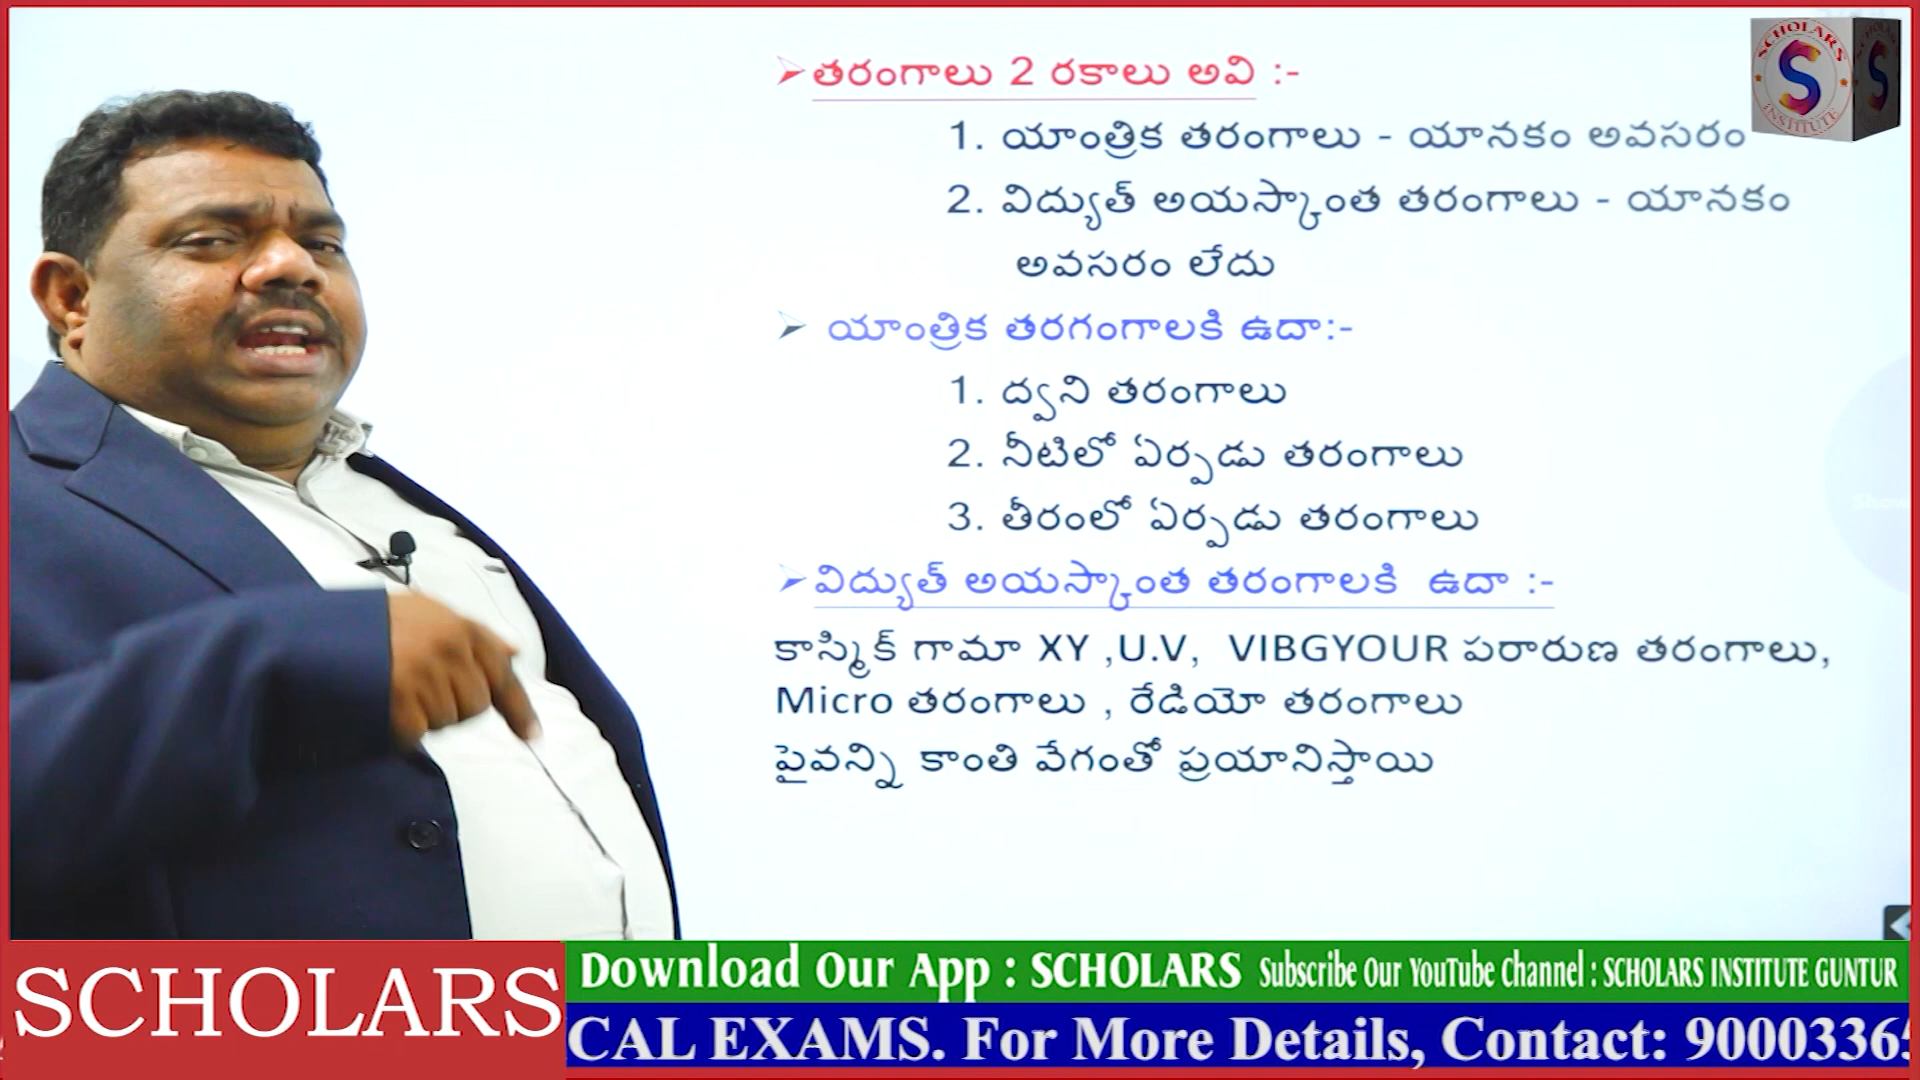 ➢తరంగాలు 2 రకాలు అవి :-
1. యాంత్రిక తరంగాలు - యానకం అవసరం
2. విద్యుత్ అయస్కాంత తరంగాలు - యానకం
అవసరం లేదు
➢ యాంత్రిక తరగంగాలకి ఉదా:-
1. ద్వని తరంగాలు
2. నీటిలో ఏర్పడు తరంగాలు
3. తీరంలో ఏర్పడు తరంగాలు
➢విద్యుత్ అయస్కాంత తరంగాలకి ఉదా :-
కాస్మిక్ గామా XY ,U.V, VIBGYOUR పరారుణ తరంగాలు,
Micro తరంగాలు , రేడియో తరంగాలు
పైవన్ని కాంతి వేగంతో ప్రయానిస్తాయి
SCHOLARS
S
INSTITUTE
SCHOLARS
Download Our App : SCHOLARS Subscribe Our YouTube Channel : SCHOLARS INSTITUTE GUNTUR
CAL EXAMS. For More Details, Contact: 9000336